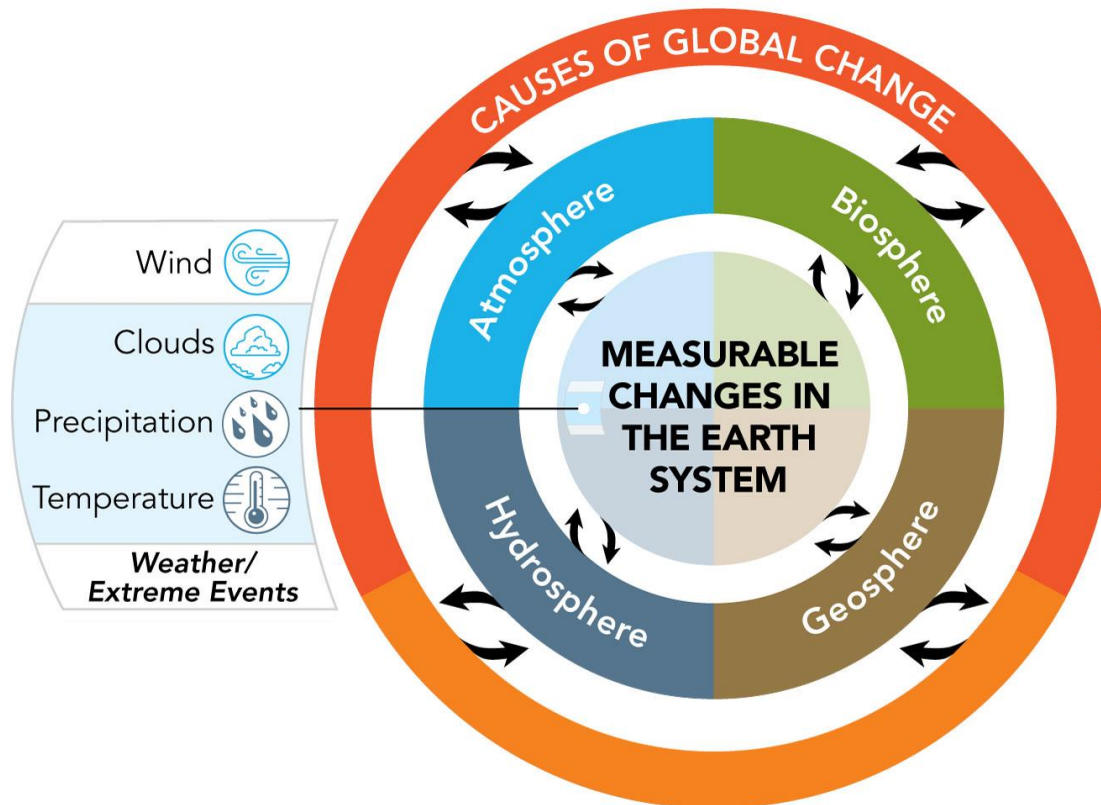 CAUSES OF GLOBAL CHANGE
Atmosphere
Biosphere
Wind
Clouds
Precipitation
Temperature
Weather/
Extreme Events
MEASURABLE
CHANGES IN
THE EARTH
SYSTEM
Hydrosphere
Geosphere